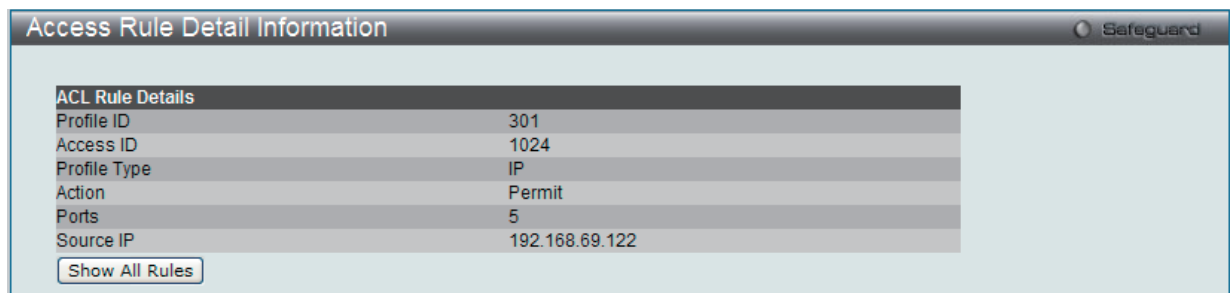 Access Rule Detail Information
Safeguard
ACL Rule Details
Profile ID 301
Access ID 1024
Profile Type IP
Action Permit
Ports 5
Source IP 192.168.69.122
Show All Rules